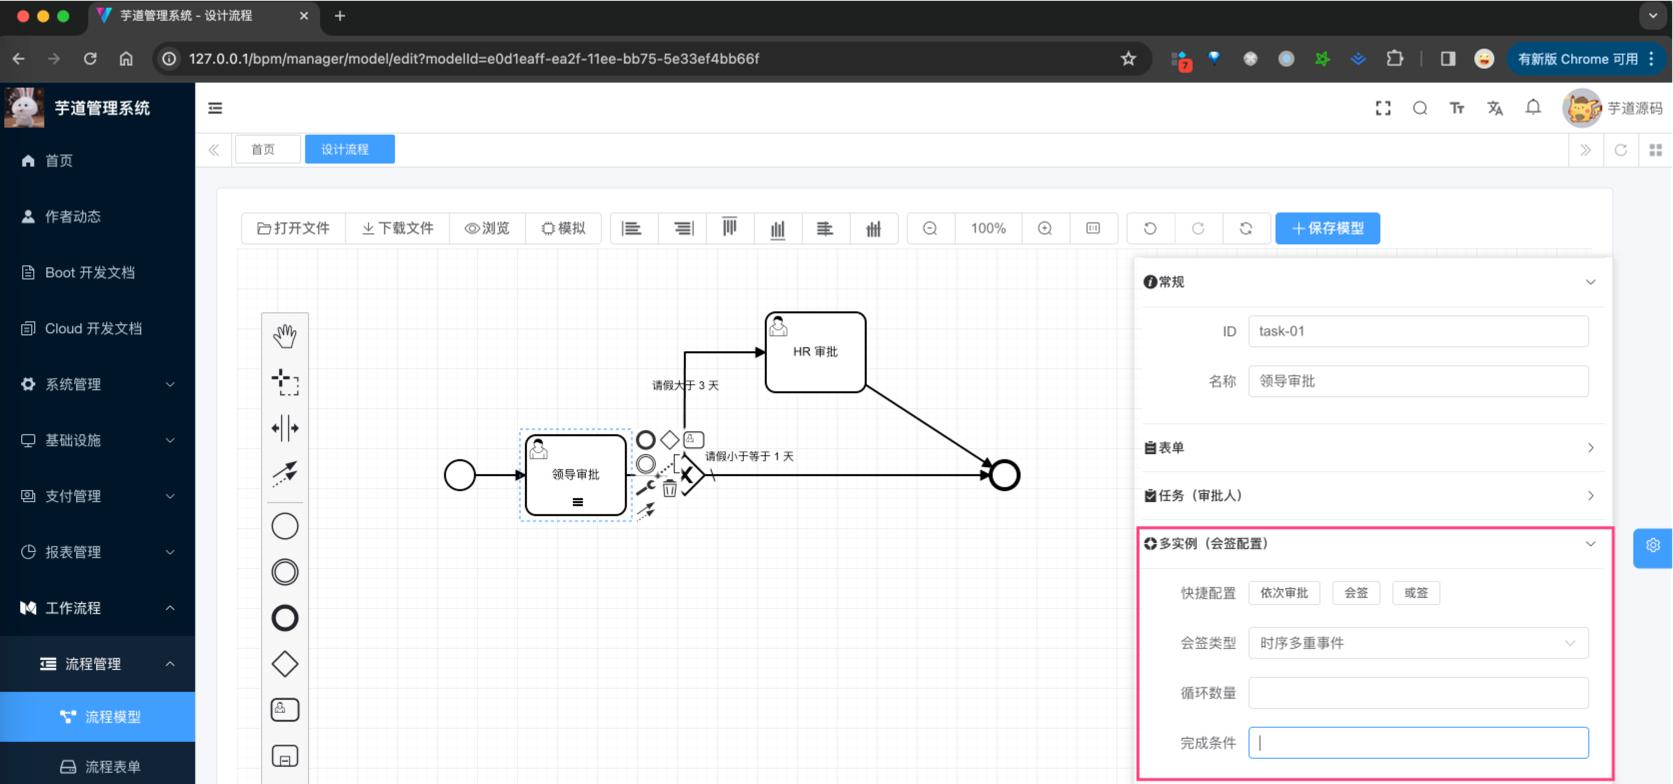 芋道管理系统 - 设计流程
127.0.0.1/bpm/manager/model/edit?modelId=e0d1eaff-ea2f-11ee-bb75-5e33ef4bb66f
7
有新版 Chrome 可用
芋道管理系统
芋道源码
首页
设计流程
首页
作者动态
Boot 开发文档
Cloud 开发文档
系统管理
基础设施
支付管理
报表管理
工作流程
流程管理
流程模型
流程表单
打开文件
下载文件
浏览
模拟
100%
保存模型
HR 审批
请假大于 3 天
领导审批
请假小于等于 1 天
常规
ID task-01
名称 领导审批
表单
任务（审批人）
多实例（会签配置）
快捷配置 依次审批 会签 或签
会签类型 时序多重事件
循环数量
完成条件